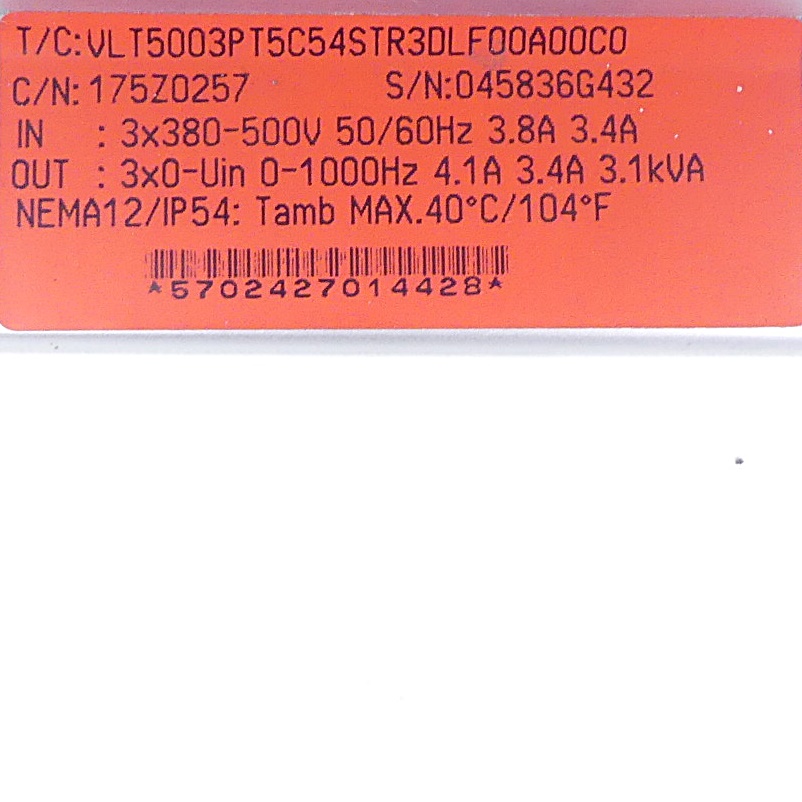 T/C:VLT5003PT5C54STR3DLF00A00C0
C/N: 175Z0257 S/N:045836G432
IN : 3x380-500V 50/60Hz 3.8A 3.4A
OUT : 3x0-Uin 0-1000Hz 4.1A 3.4A 3.1kVA
NEMA12/IP54: Tamb MAX.40°C/104°F
*5702427014428*